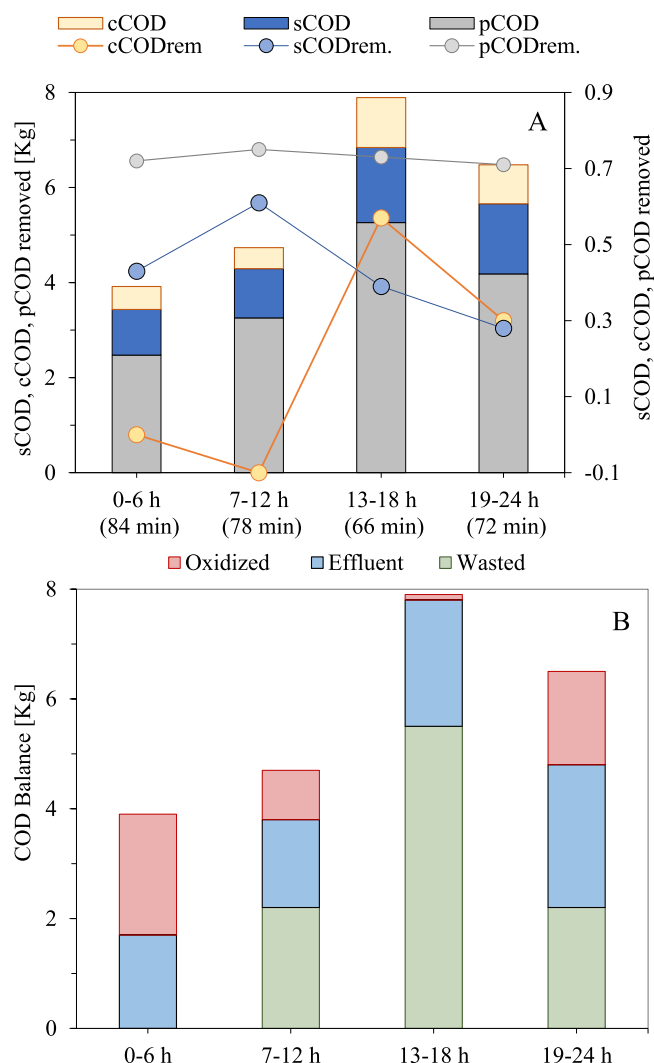 cCOD sCOD pCOD
cCODrem sCODrem. pCODrem.
A
sCOD, cCOD, pCOD removed [Kg]
8
6
4
2
0
0.9
0.7
0.5
0.3
0.1
-0.1
sCOD, cCOD, pCOD removed
0-6 h 7-12 h 13-18 h 19-24 h
(84 min) (78 min) (66 min) (72 min)
Oxidized Effluent Wasted
B
COD Balance [Kg]
8
6
4
2
0
0-6 h 7-12 h 13-18 h 19-24 h